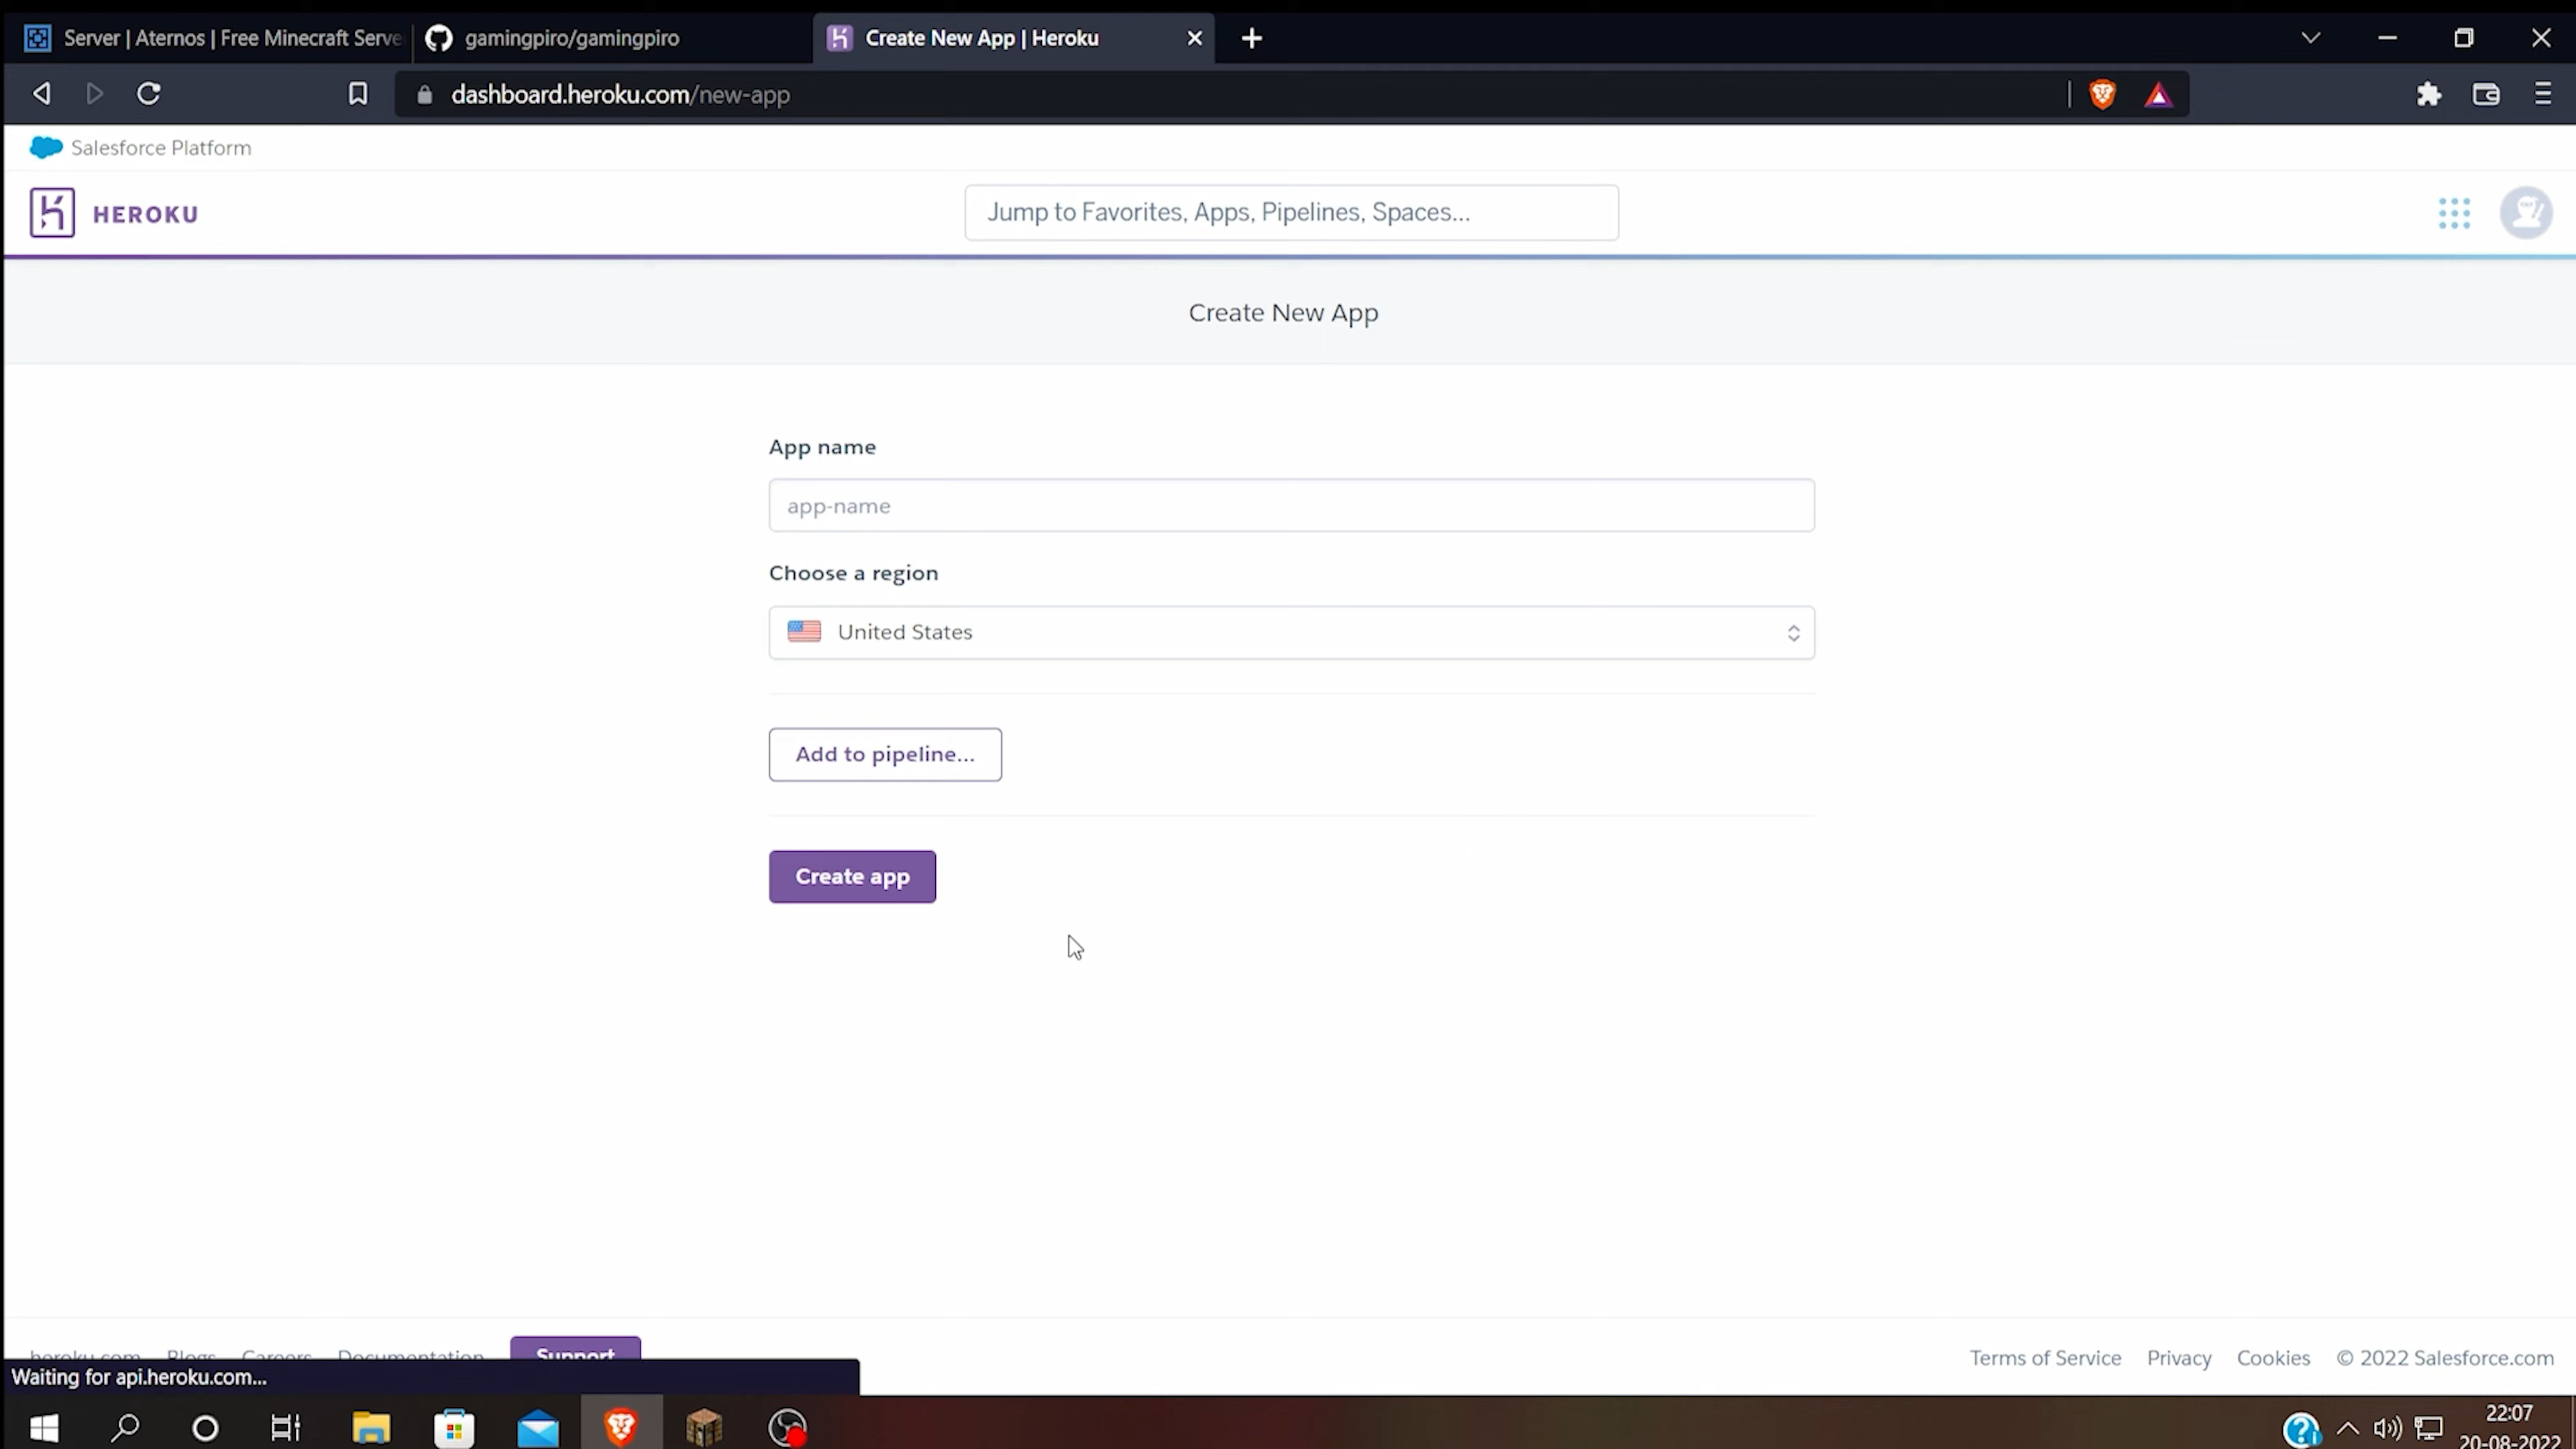 Server | Aternos | Free Minecraft Serve
gamingpiro/gamingpiro
Create New App | Heroku
dashboard.heroku.com/new-app
Salesforce Platform
HEROKU
Jump to Favorites, Apps, Pipelines, Spaces...
Create New App
App name
app-name
Choose a region
United States
Add to pipeline...
Create app
heroku.com Blogs Careers Documentation Support
Terms of Service Privacy Cookies © 2022 Salesforce.com
Waiting for api.heroku.com...
22:07
20-08-2022